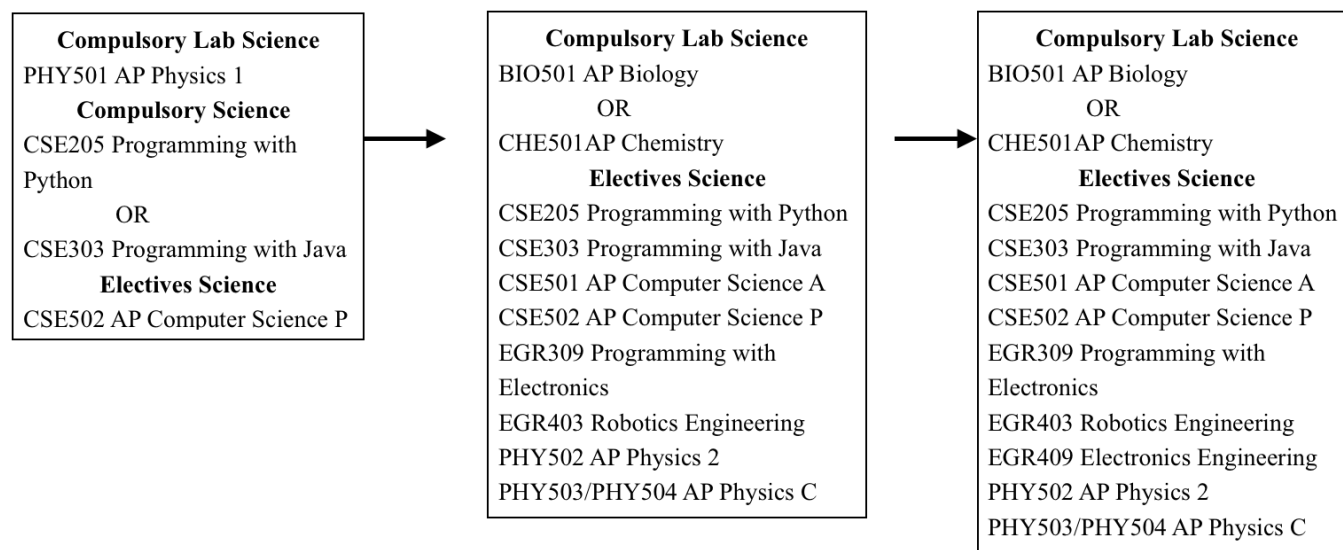 Compulsory Lab Science
PHY501 AP Physics 1
Compulsory Science
CSE205 Programming with
Python
OR
CSE303 Programming with Java
Electives Science
CSE502 AP Computer Science P
Compulsory Lab Science
BIO501 AP Biology
OR
CHE501AP Chemistry
Electives Science
CSE205 Programming with Python
CSE303 Programming with Java
CSE501 AP Computer Science A
CSE502 AP Computer Science P
EGR309 Programming with
Electronics
EGR403 Robotics Engineering
PHY502 AP Physics 2
PHY503/PHY504 AP Physics C
Compulsory Lab Science
BIO501 AP Biology
OR
CHE501AP Chemistry
Electives Science
CSE205 Programming with Python
CSE303 Programming with Java
CSE501 AP Computer Science A
CSE502 AP Computer Science P
EGR309 Programming with
Electronics
EGR403 Robotics Engineering
EGR409 Electronics Engineering
PHY502 AP Physics 2
PHY503/PHY504 AP Physics C